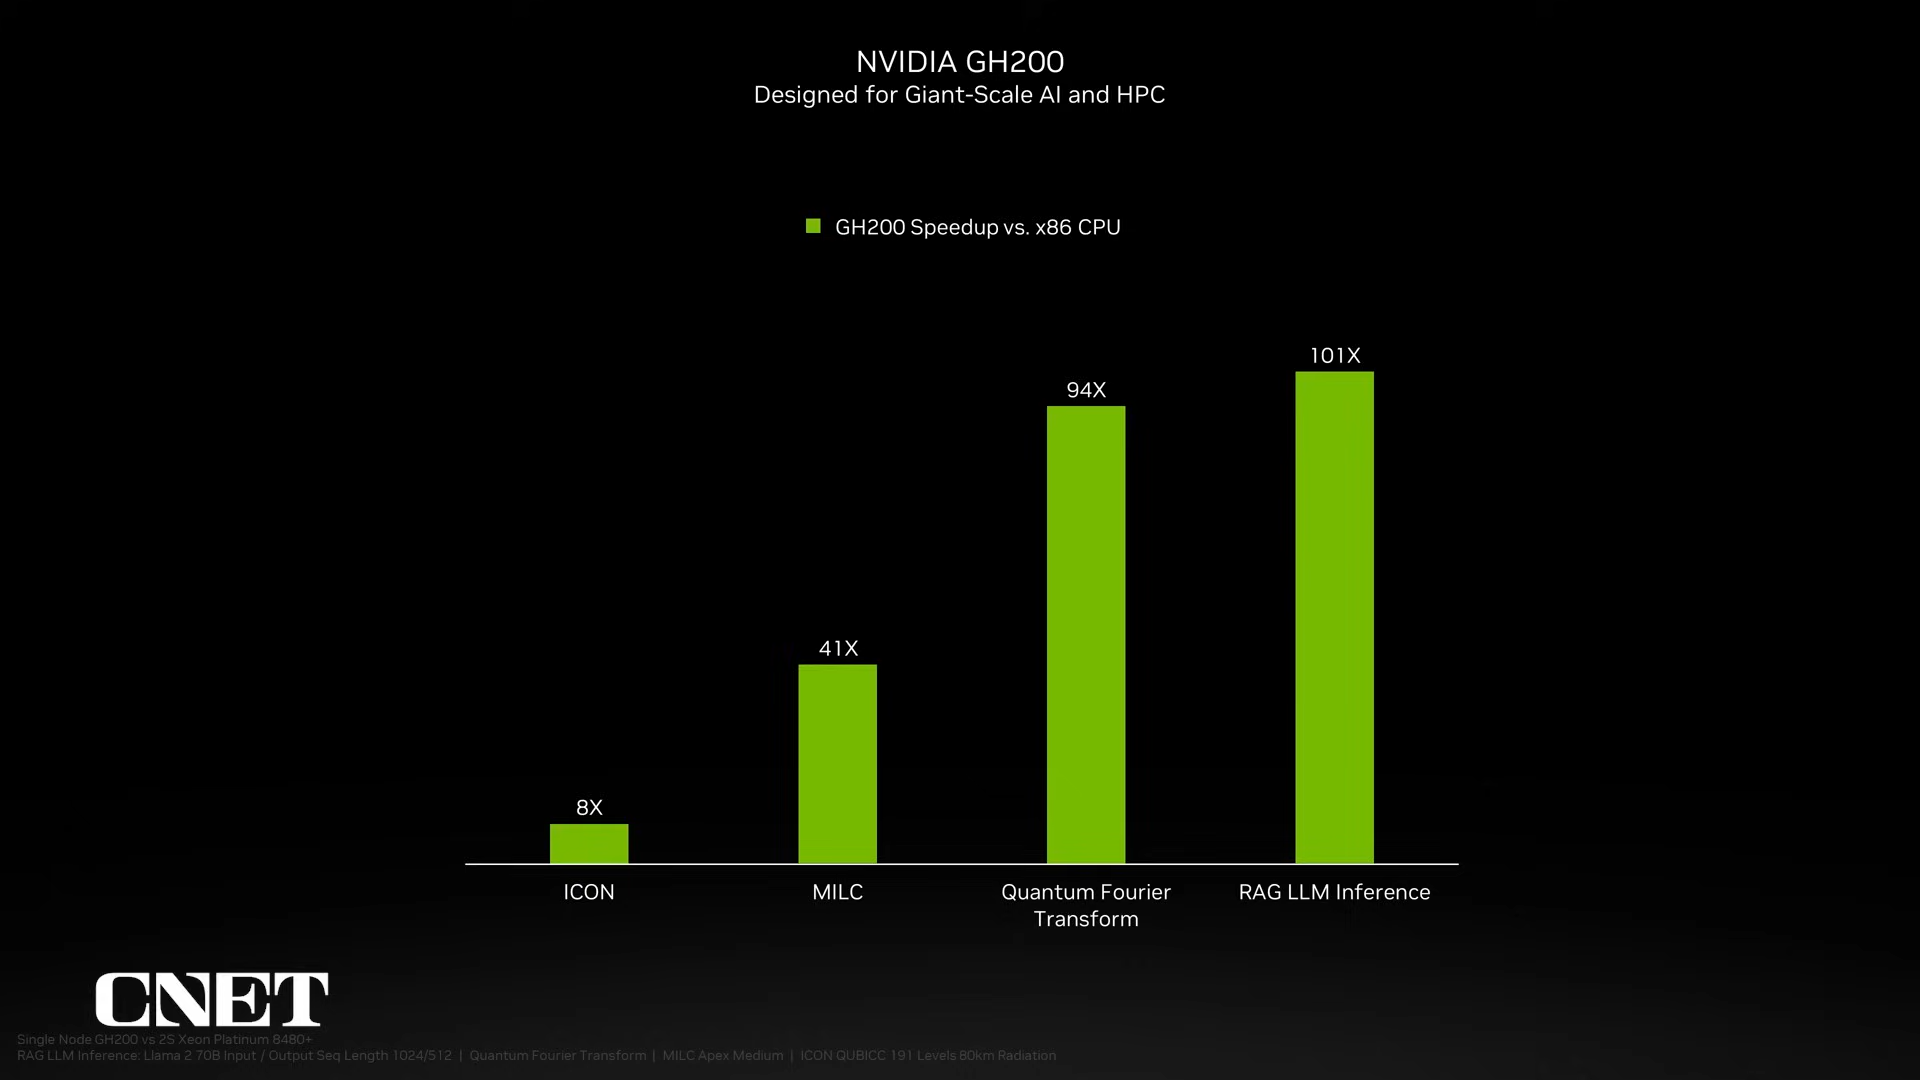 NVIDIA GH200
Designed for Giant-Scale AI and HPC
GH200 Speedup vs. x86 CPU
8X
41X
94X
101X
ICON
MILC
Quantum Fourier
Transform
RAG LLM Inference
CNET
Single Node GH200 vs 2S Xeon Platinum 8480+
RAG LLM Inference: Llama 2 70B Input / Output Seq Length 1024/512 | Quantum Fourier Transform | MILC Apex Medium | ICON QUBICC 191 Levels 80km Radiation